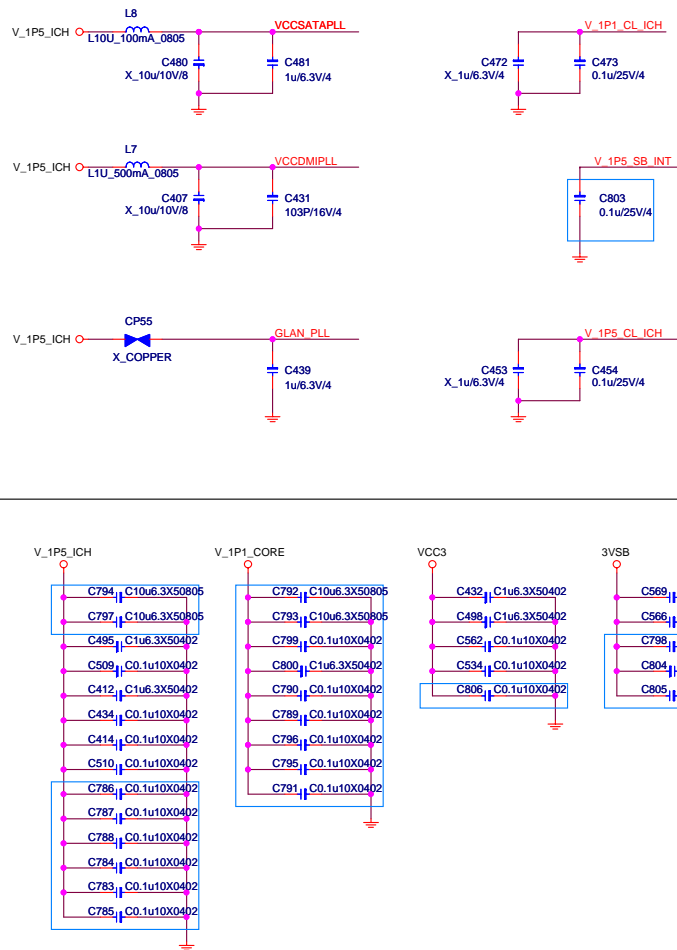 L8
V_1P5_ICH
VCCSATAPLL
V_1P1_CL_ICH
L10U_100mA_0805
C480
X_10u/10V/8
C481
1u/6.3V/4
C472
X_1u/6.3V/4
C473
0.1u/25V/4
L7
V_1P5_ICH
VCCDMIPLL
V_1P5_SB_INT
L1U_500mA_0805
C407
X_10u/10V/8
C431
103P/16V/4
C803
0.1u/25V/4
CP55
V_1P5_ICH
GLAN_PLL
V_1P5_CL_ICH
X_COPPER
C439
1u/6.3V/4
C453
X_1u/6.3V/4
C454
0.1u/25V/4
V_1P5_ICH
C794 C10u6.3X50805
C797 C10u6.3X50805
C495 C1u6.3X50402
C509 C0.1u10X0402
C412 C1u6.3X50402
C434 C0.1u10X0402
C414 C0.1u10X0402
C510 C0.1u10X0402
C786 C0.1u10X0402
C787 C0.1u10X0402
C788 C0.1u10X0402
C784 C0.1u10X0402
C783 C0.1u10X0402
C785 C0.1u10X0402
V_1P1_CORE
C792 C10u6.3X50805
C793 C10u6.3X50805
C799 C0.1u10X0402
C800 C1u6.3X50402
C790 C0.1u10X0402
C789 C0.1u10X0402
C796 C0.1u10X0402
C795 C0.1u10X0402
C791 C0.1u10X0402
VCC3
C432 C1u6.3X50402
C498 C1u6.3X50402
C562 C0.1u10X0402
C534 C0.1u10X0402
C806 C0.1u10X0402
3VSB
C569
C566
C798
C804
C805